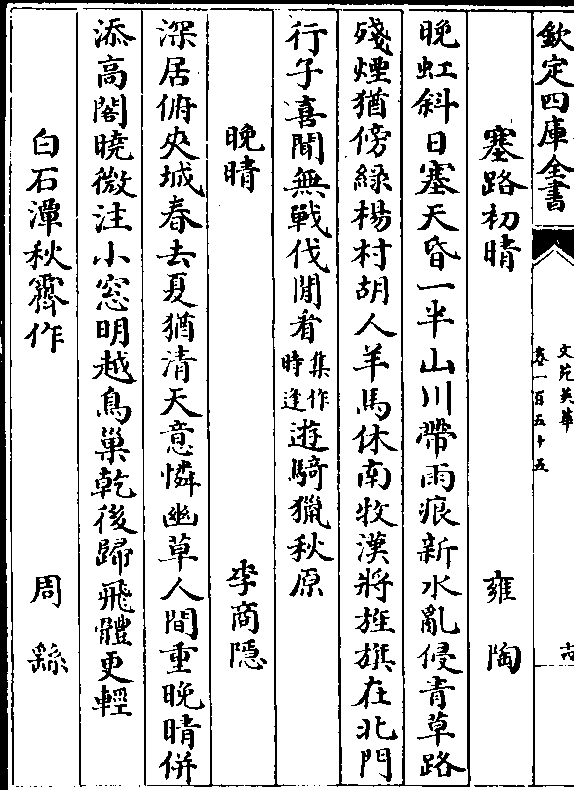 欽定四庫全書
文苑英華
卷一百五十五
塞路初晴　雍陶
晩虹斜日塞天昏一半山川帶雨痕新水亂侵青草路
殘煙猶傍綠楊村胡人羊馬休南牧漢將旌旗在北門
行子喜聞無戰伐閒看集作時逢遊騎獵秋原
晩晴　李商隱
深居俯夾城春去夏猶清天意憐幽草人間重晩晴併
添高閣曉微注小窓明越鳥巢乾後歸飛體更輕
白石潭秋霽作　周繇